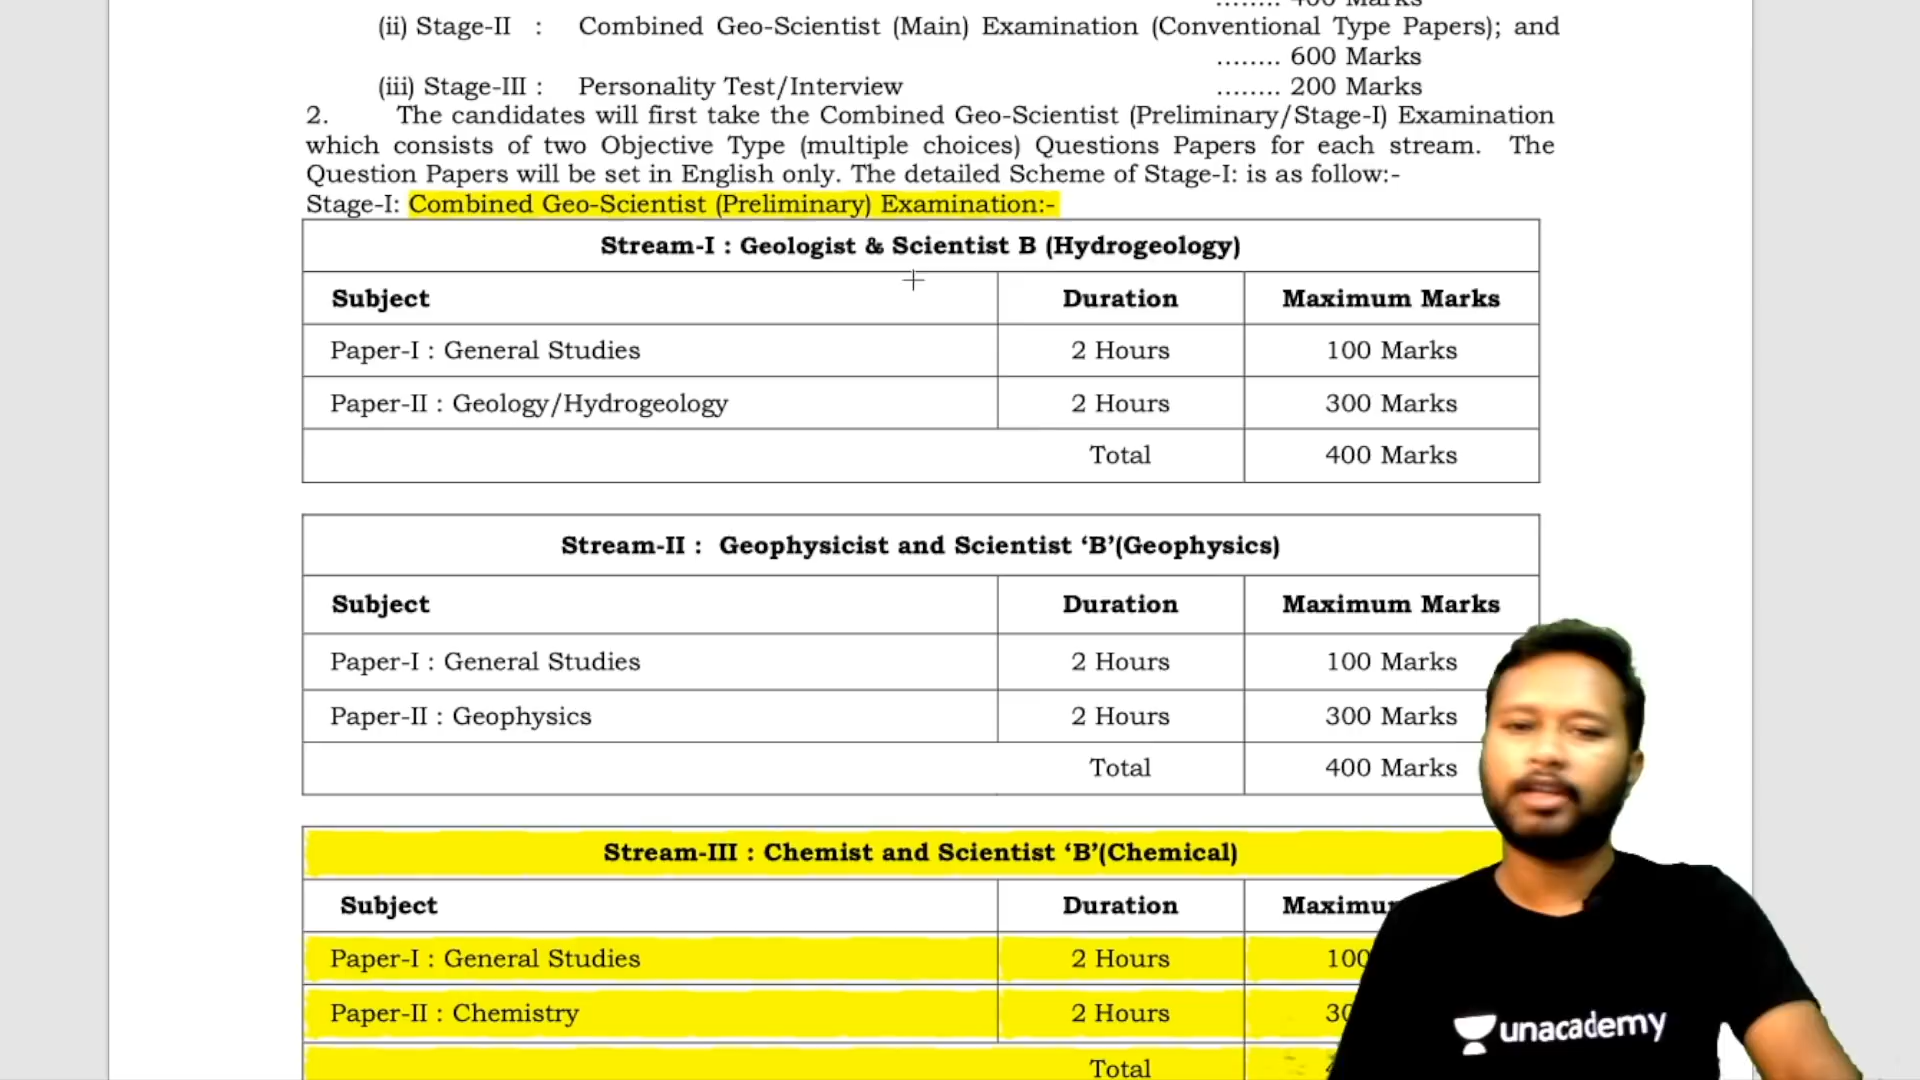 (ii) Stage-II : Combined Geo-Scientist (Main) Examination (Conventional Type Papers); and
........ 600 Marks
(iii) Stage-III : Personality Test/Interview ........ 200 Marks
2. The candidates will first take the Combined Geo-Scientist (Preliminary/Stage-I) Examination
which consists of two Objective Type (multiple choices) Questions Papers for each stream. The
Question Papers will be set in English only. The detailed Scheme of Stage-I: is as follow:-
Stage-I: Combined Geo-Scientist (Preliminary) Examination:-
Stream-I : Geologist & Scientist B (Hydrogeology)
Subject Duration Maximum Marks
Paper-I : General Studies 2 Hours 100 Marks
Paper-II : Geology/Hydrogeology 2 Hours 300 Marks
Total 400 Marks
Stream-II : Geophysicist and Scientist ‘B’(Geophysics)
Subject Duration Maximum Marks
Paper-I : General Studies 2 Hours 100 Marks
Paper-II : Geophysics 2 Hours 300 Marks
Total 400 Marks
Stream-III : Chemist and Scientist ‘B’(Chemical)
Subject Duration
Paper-I : General Studies 2 Hours 100
Paper-II : Chemistry 2 Hours
Total
unacademy